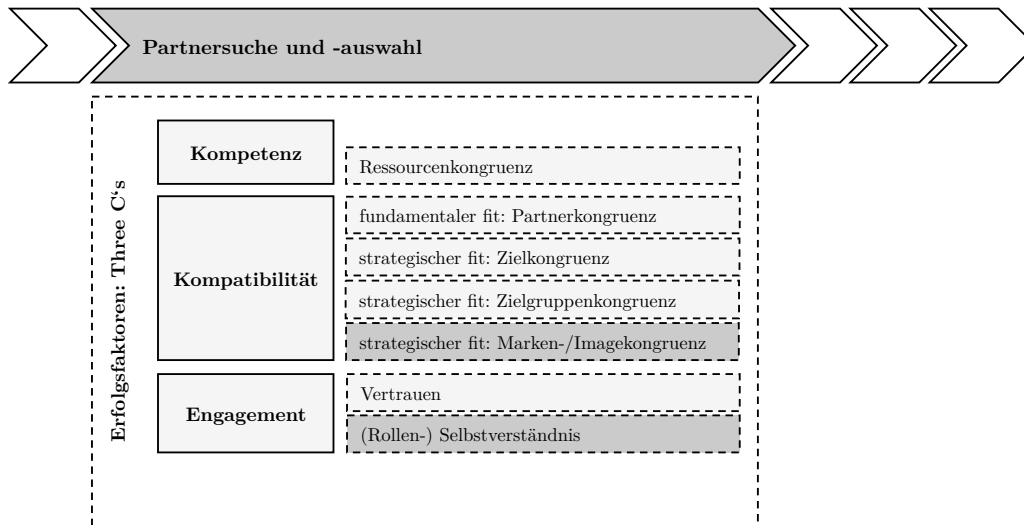 Partnersuche und -auswahl
Erfolgsfaktoren: Three C‘s
Kompetenz
Ressourcenkongruenz
Kompatibilität
fundamentaler fit: Partnerkongruenz
strategischer fit: Zielkongruenz
strategischer fit: Zielgruppenkongruenz
strategischer fit: Marken-/Imagekongruenz
Engagement
Vertrauen
(Rollen-) Selbstverständnis